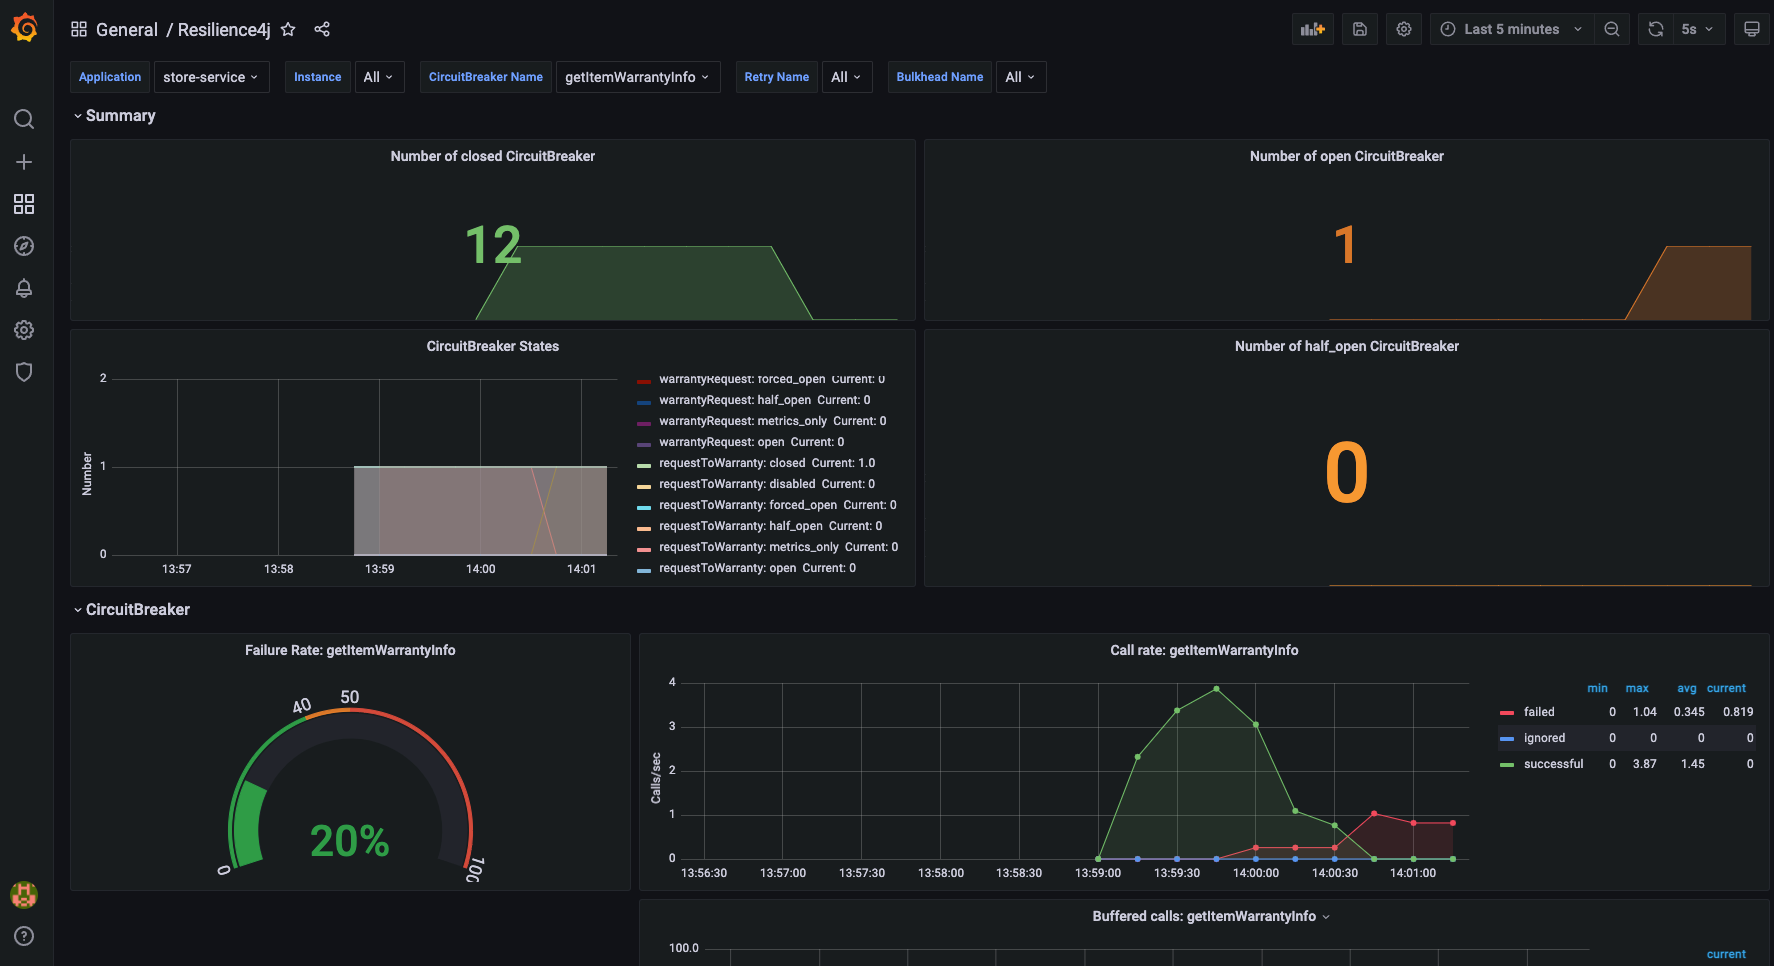 General / Resilience4j
Last 5 minutes
5s
Application store-service Instance All CircuitBreaker Name getItemWarrantyInfo Retry Name All Bulkhead Name All
Summary
Number of closed CircuitBreaker
12
Number of open CircuitBreaker
1
CircuitBreaker States
Number
2
1
0
13:57 13:58 13:59 14:00 14:01
warrantyRequest: forced_open Current: 0
warrantyRequest: half_open Current: 0
warrantyRequest: metrics_only Current: 0
warrantyRequest: open Current: 0
requestToWarranty: closed Current: 1.0
requestToWarranty: disabled Current: 0
requestToWarranty: forced_open Current: 0
requestToWarranty: half_open Current: 0
requestToWarranty: metrics_only Current: 0
requestToWarranty: open Current: 0
Number of half_open CircuitBreaker
0
CircuitBreaker
Failure Rate: getItemWarrantyInfo
0
40
50
100
20%
Call rate: getItemWarrantyInfo
Calls/sec
4
3
2
1
0
13:56:30 13:57:00 13:57:30 13:58:00 13:58:30 13:59:00 13:59:30 14:00:00 14:00:30 14:01:00
min max avg current
failed 0 1.04 0.345 0.819
ignored 0 0 0 0
successful 0 3.87 1.45 0
Buffered calls: getItemWarrantyInfo
100.0
current